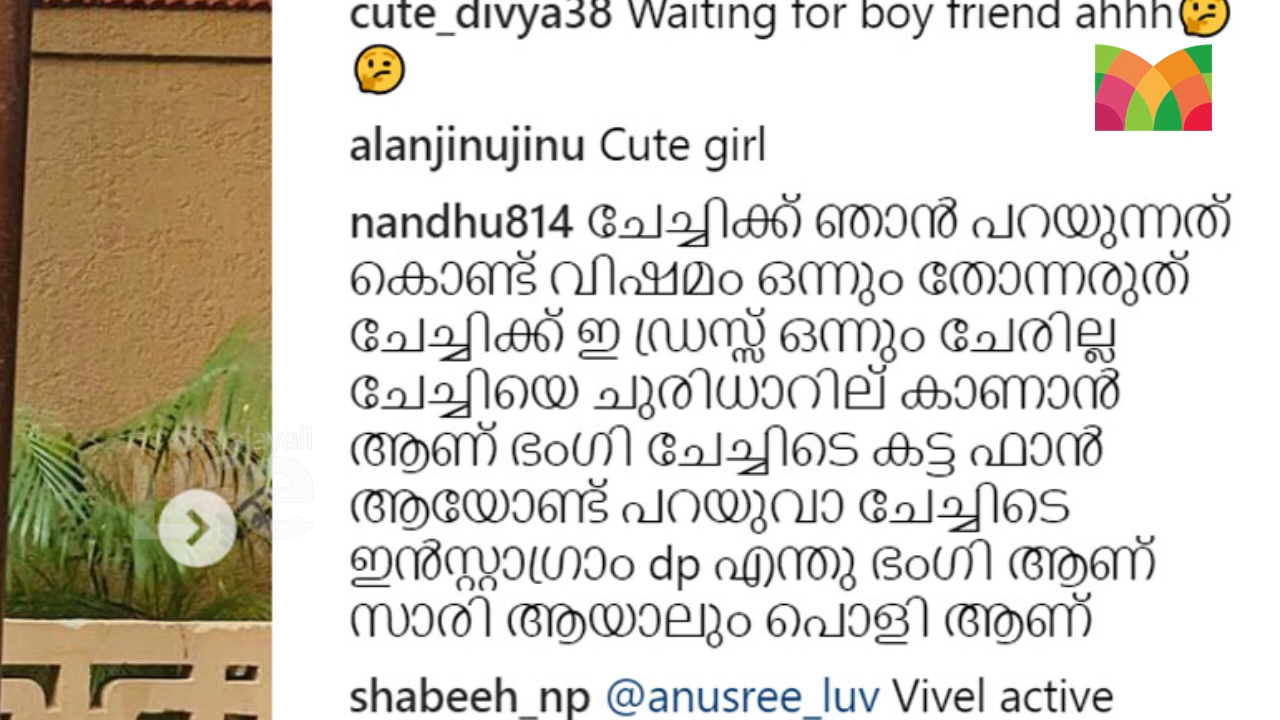 cute_divya38 Waiting for boy friend ahhh🤔
🤔
alanjinujinu Cute girl
nandhu814 ചേച്ചിക്ക് ഞാൻ പറയുന്നത്
കൊണ്ട് വിഷമം ഒന്നും തോന്നരുത്
ചേച്ചിക്ക് ഇ ഡ്രസ്സ് ഒന്നും ചേരില്ല
ചേച്ചിയെ ചുരിധാറില് കാണാൻ
ആണ് ഭംഗി ചേച്ചിടെ കട്ട ഫാൻ
ആയോണ്ട് പറയുവാ ചേച്ചിടെ
ഇൻസ്റ്റാഗ്രാം dp എന്തു ഭംഗി ആണ്
സാരി ആയാലും പൊളി ആണ്
shabeeh_np @anusree_luv Vivel active